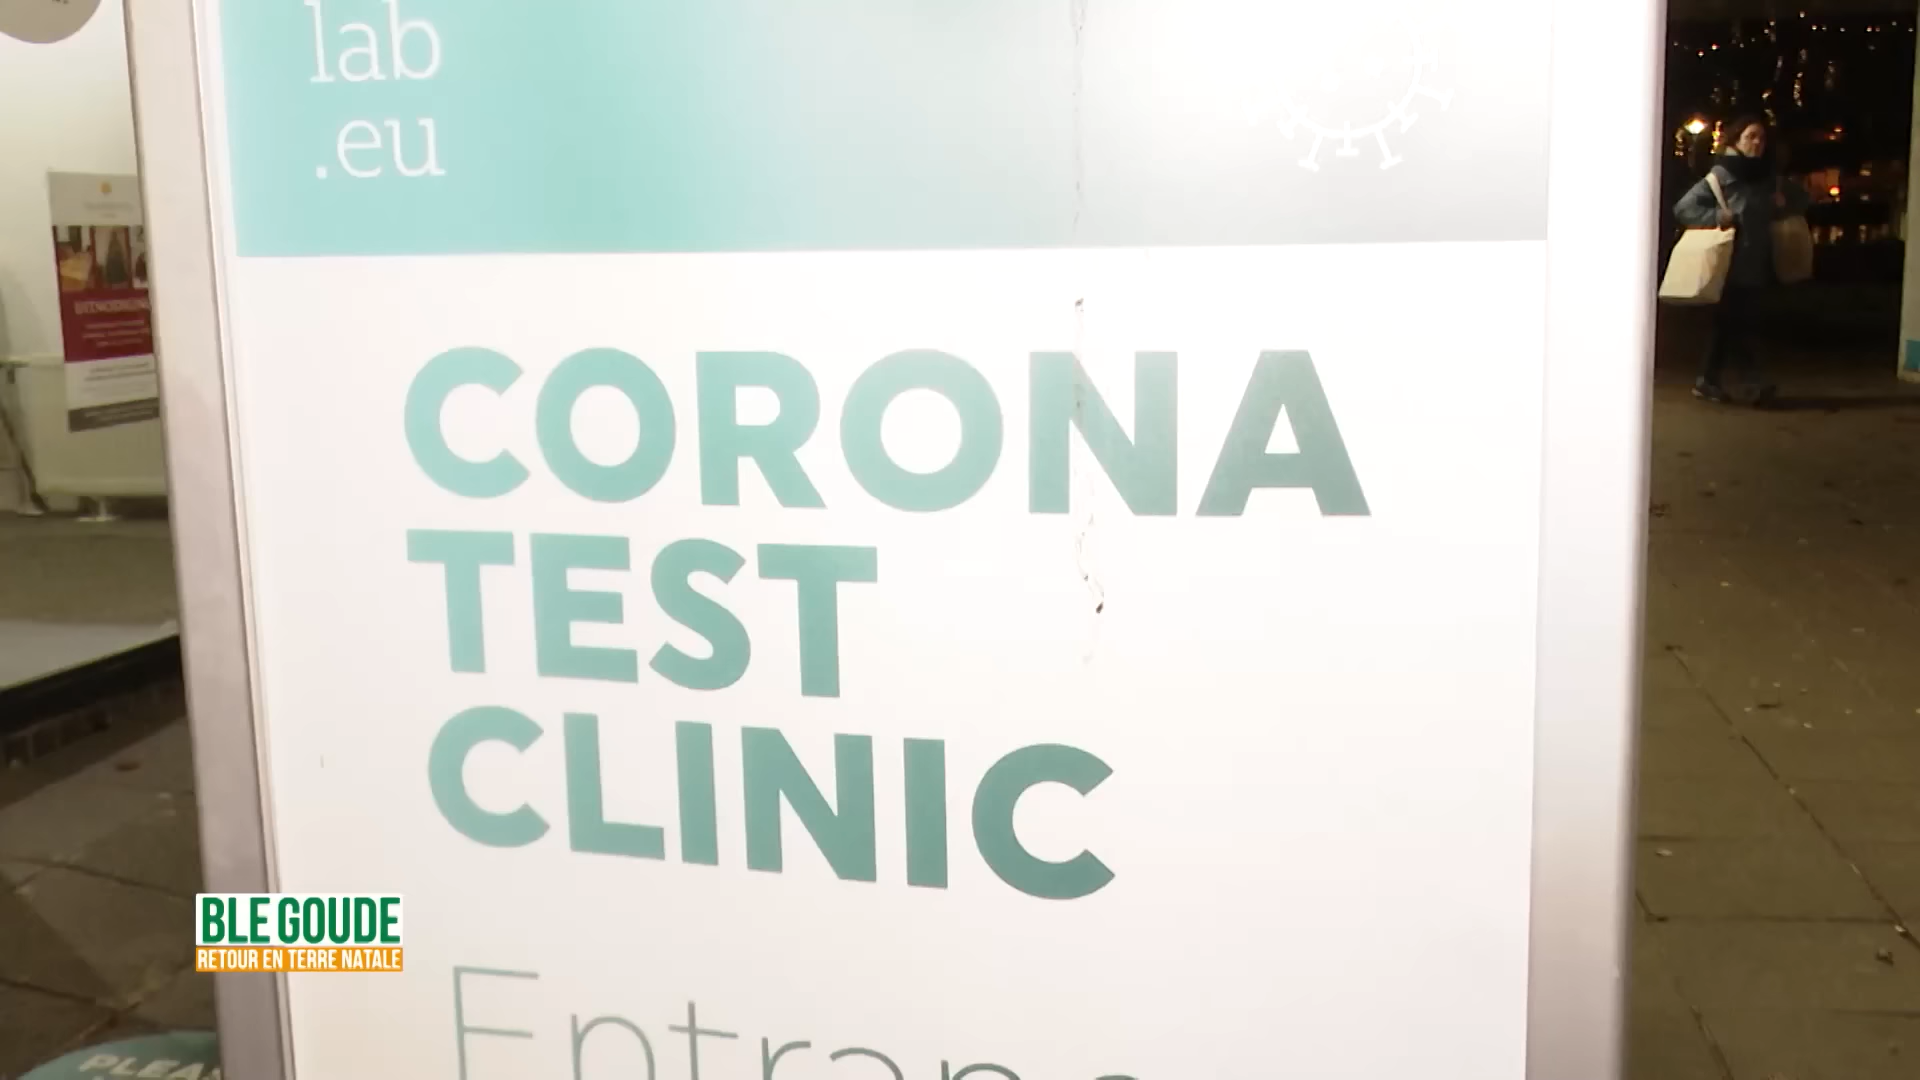 lab
.eu
CORONA
TEST
CLINIC
BLE GOUDE
RETOUR EN TERRE NATALE